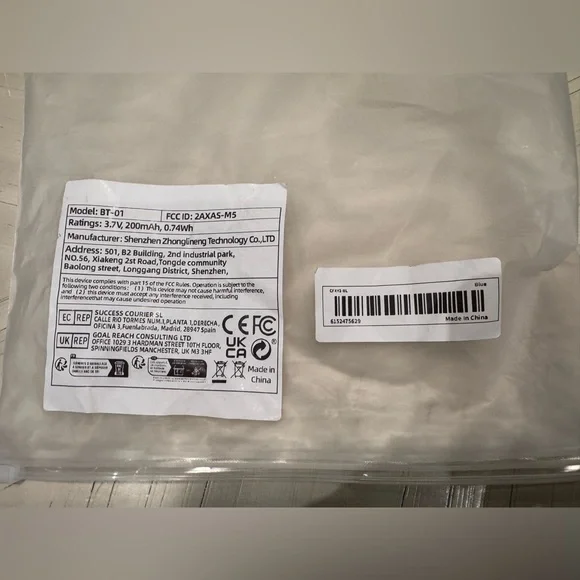 Model: BT-01 FCC ID: 2AXAS-M5
Ratings: 3.7V, 200mAh, 0.74Wh
Manufacturer: Shenzhen Zhonglineng Technology Co.,LTD
Address: 501, B2 Building, 2nd industrial park,
NO.56, Xiakeng 2st Road,Tongde community
Baolong street, Longgang District, Shenzhen,
This device complies with part 15 of the FCC Rules. Operation is subject to the
following two conditions: (1) This device may not cause harmful interference,
and (2) this device must accept any interference received, including
interferencethat may cause undesired operation
EC REP SUCCESS COURIER SL
CALLE RIO TORMES NUM.1,PLANTA 1,DERECHA,
OFICINA 3,Fuenlabrada, Madrid, 28947 Spain
UK REP GOAL REACH CONSULTING LTD
OFFICE 1029 3 HARDMAN STREET 10TH FLOOR,
SPINNINGFIELDS MANCHESTER, UK M3 3HF
CE FC
UK CA
FR
Made in
China
6152475629
Made in China